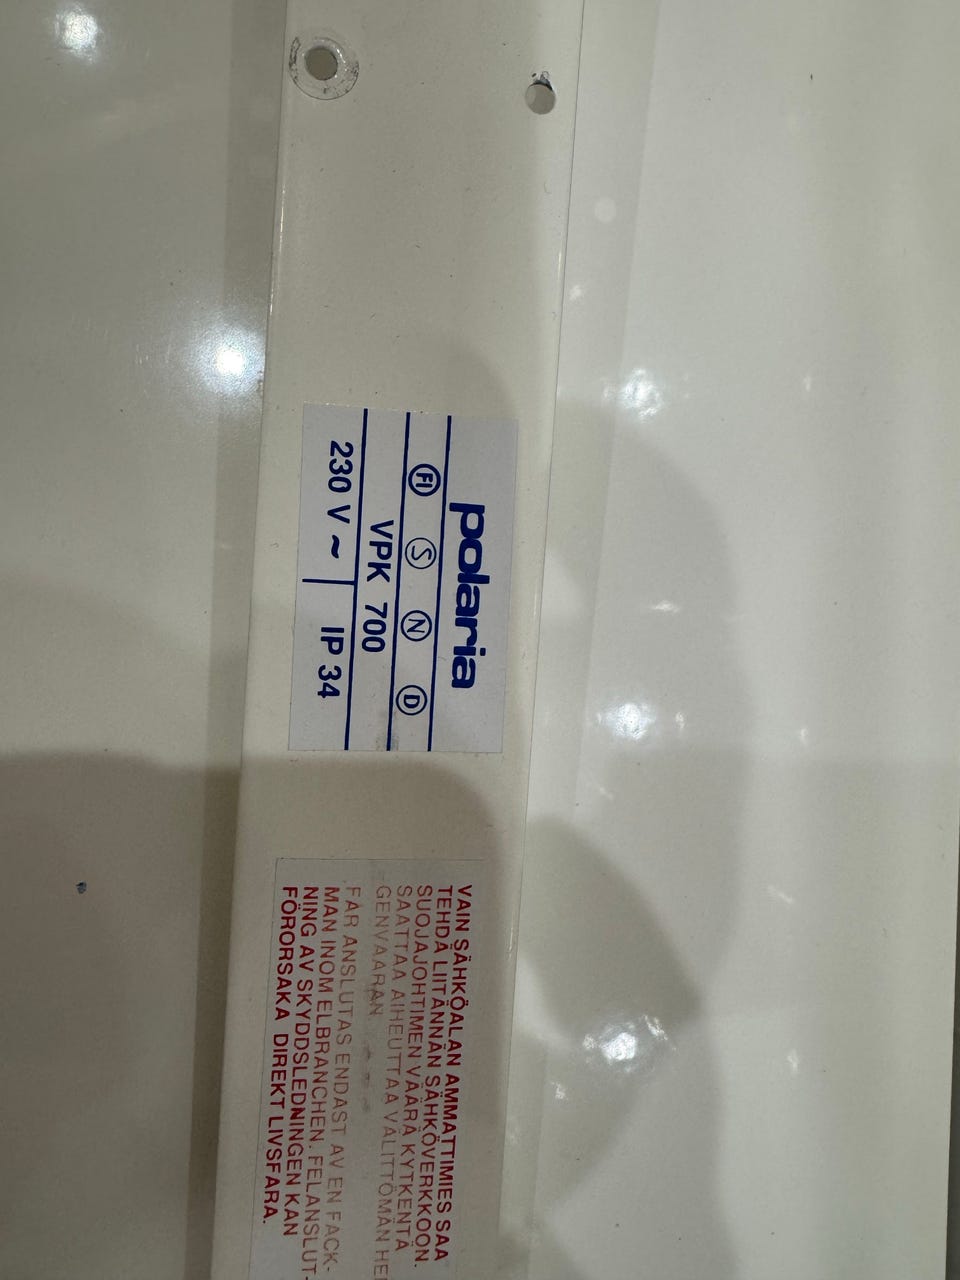 polaria
FI S N D
VPK 700
230 V ~ IP 34
VAIN SÄHKÖALAN AMMATTIMIES SAA
TEHDÄ LIITÄNNÄN SÄHKÖVERKKOON.
SUOJAJOHTIMEN VÄÄRÄ KYTKENTÄ
SAATTAA AIHEUTTAA VÄLITTÖMÄN HEN
GENVAARAN
FÅR ANSLUTAS ENDAST AV EN FACK-
MAN INOM ELBRANCHEN. FELANSLUT-
NING AV SKYDDSLEDNINGEN KAN
FÖRORSAKA DIREKT LIVSFARA.